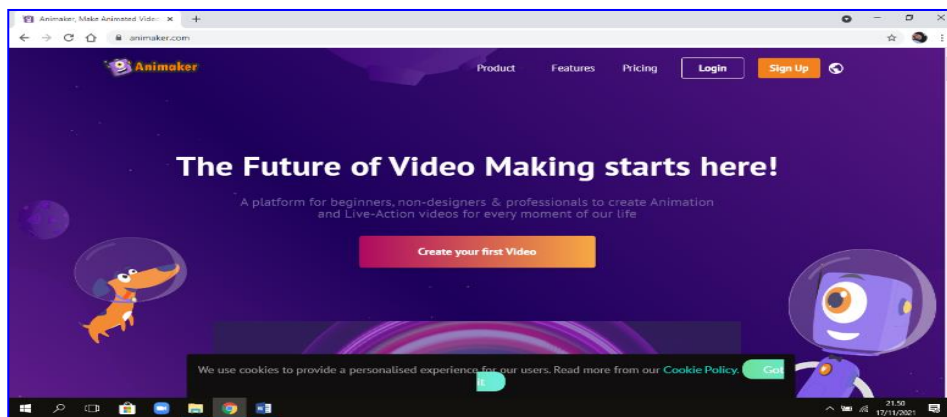 Animaker, Make Animated Video
animaker.com
Animaker
Product Features Pricing Login Sign Up
The Future of Video Making starts here!
A platform for beginners, non-designers & professionals to create Animation
and Live-Action videos for every moment of our life
Create your first Video
We use cookies to provide a personalised experience for our users. Read more from our Cookie Policy. Got
it
21.50
17/11/2021